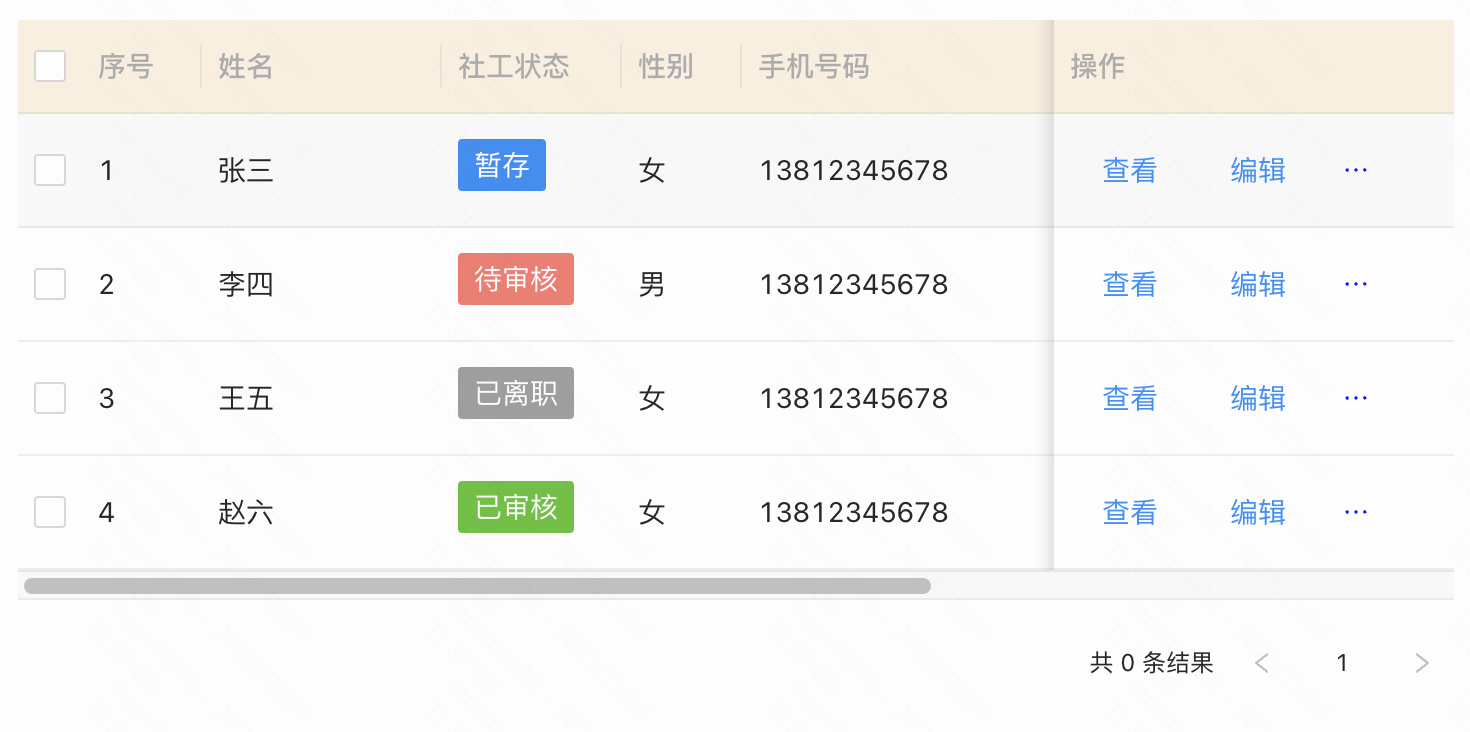 序号 姓名 社工状态 性别 手机号码 操作
1 张三 暂存 女 13812345678 查看 编辑 ···
2 李四 待审核 男 13812345678 查看 编辑 ···
3 王五 已离职 女 13812345678 查看 编辑 ···
4 赵六 已审核 女 13812345678 查看 编辑 ···
共 0 条结果 < 1 >